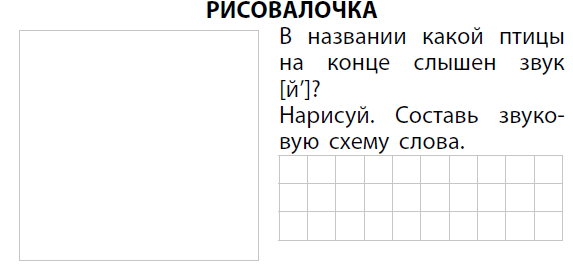 РИСОВАЛОЧКА
В названии какой птицы
на конце слышен звук
[й′]?
Нарисуй. Составь звуко-
вую схему слова.